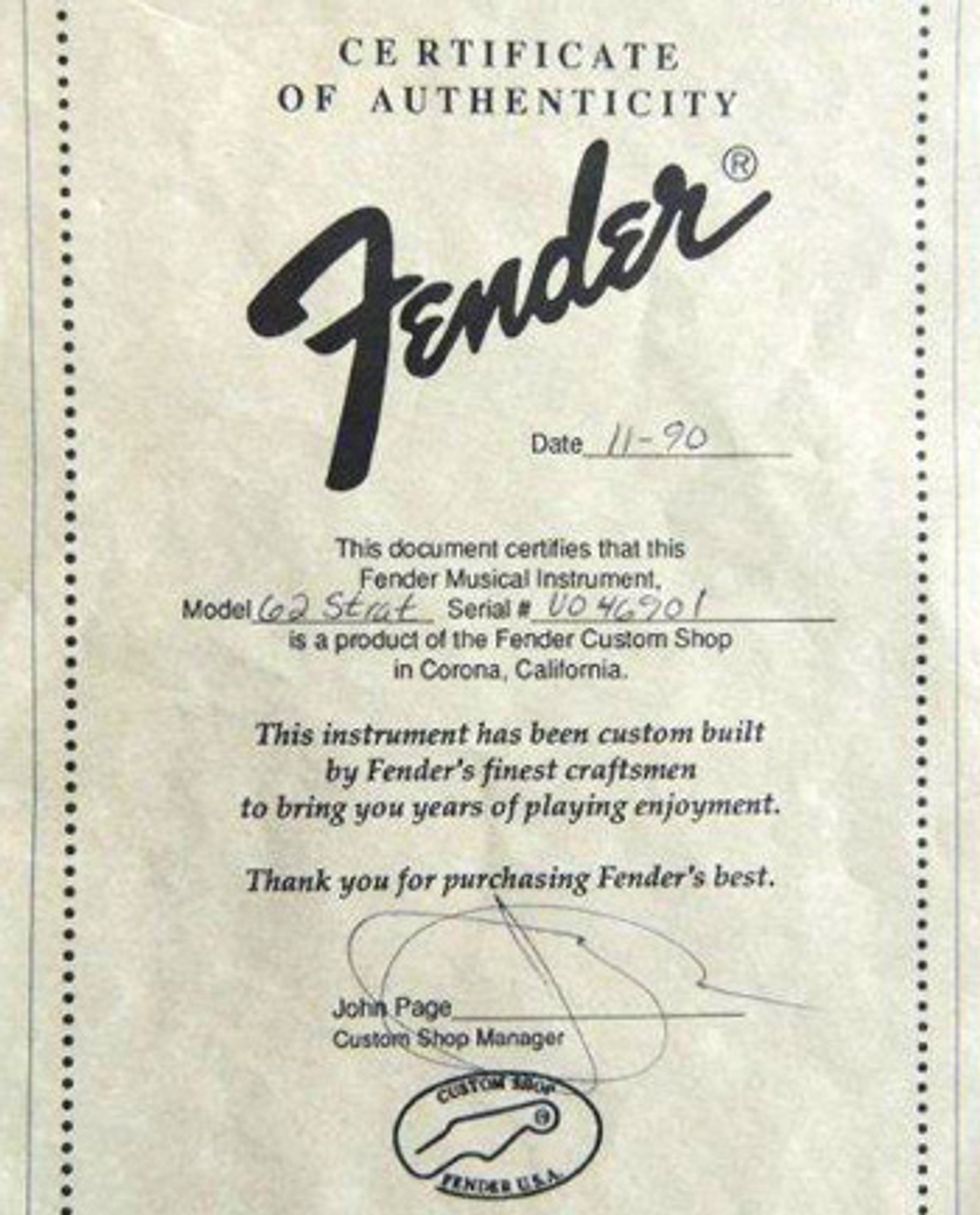 CERTIFICATE
OF AUTHENTICITY
Fender®
Date 11-90
This document certifies that this
Fender Musical Instrument,
Model 62 Strat Serial # V046901
is a product of the Fender Custom Shop
in Corona, California.
This instrument has been custom built
by Fender's finest craftsmen
to bring you years of playing enjoyment.
Thank you for purchasing Fender's best.
John Page
Custom Shop Manager
CUSTOM SHOP
®
FENDER U.S.A.